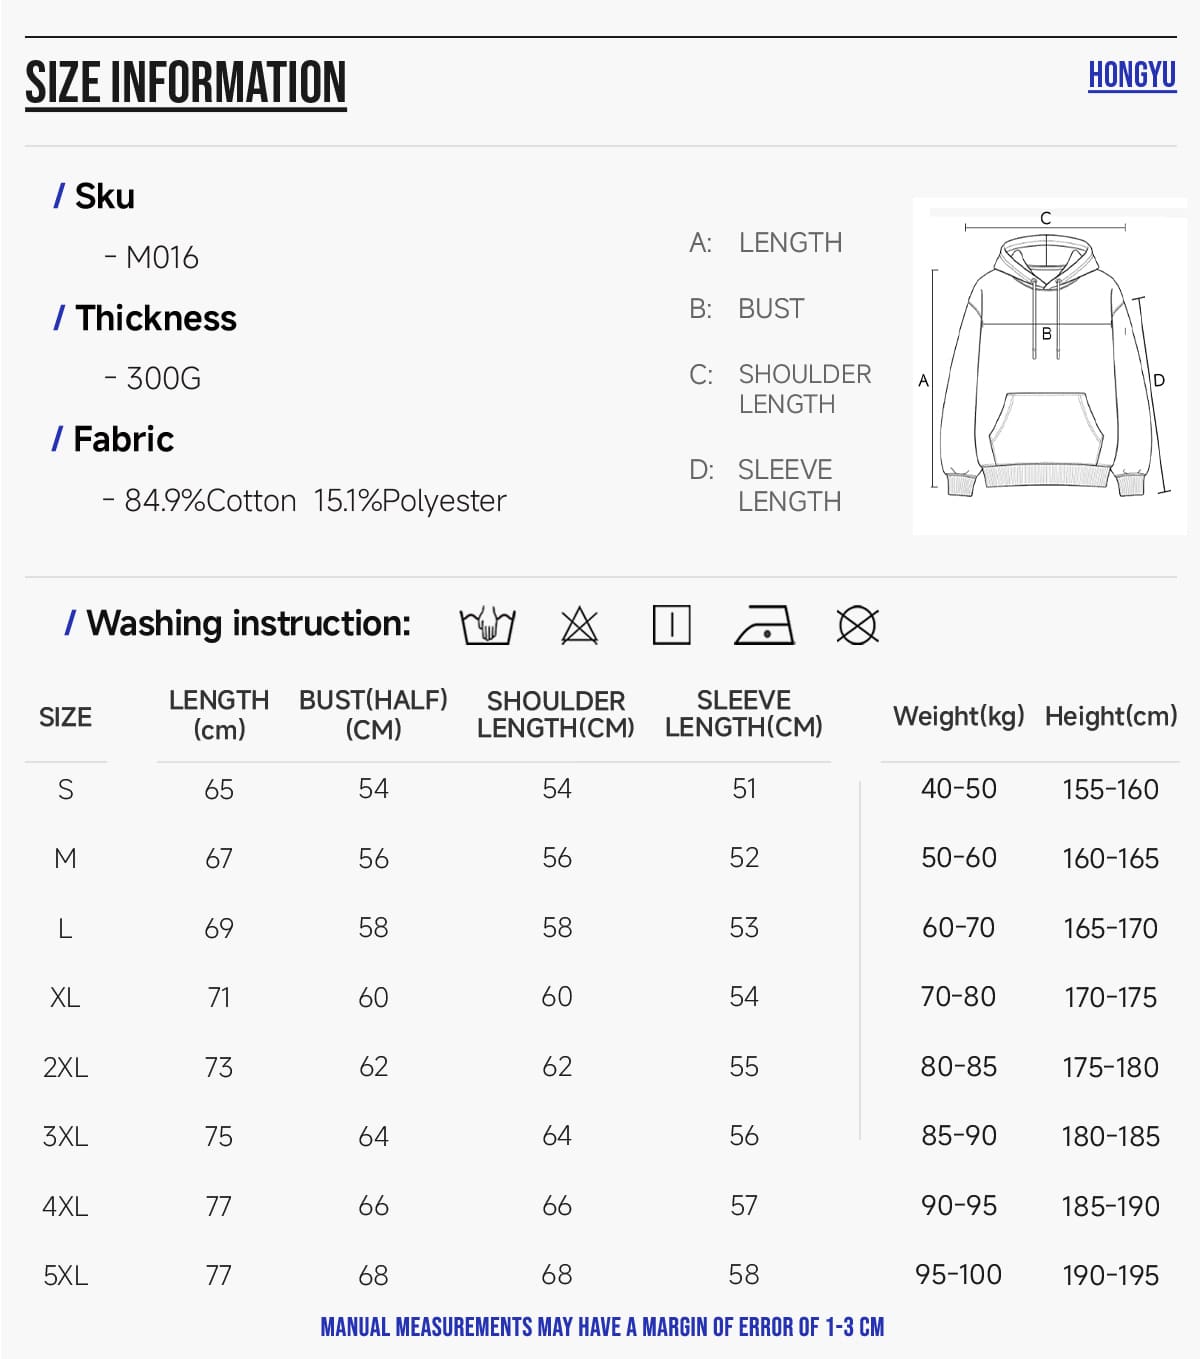 SIZE INFORMATION
HONGYU
/ Sku
- M016
/ Thickness
- 300G
/ Fabric
- 84.9%Cotton 15.1%Polyester
A: LENGTH
B: BUST
C: SHOULDER
LENGTH
D: SLEEVE
LENGTH
C
B
A
D
/ Washing instruction:
SIZE LENGTH (cm) BUST(HALF) (CM) SHOULDER LENGTH(CM) SLEEVE LENGTH(CM) Weight(kg) Height(cm)
S 65 54 54 51 40-50 155-160
M 67 56 56 52 50-60 160-165
L 69 58 58 53 60-70 165-170
XL 71 60 60 54 70-80 170-175
2XL 73 62 62 55 80-85 175-180
3XL 75 64 64 56 85-90 180-185
4XL 77 66 66 57 90-95 185-190
5XL 77 68 68 58 95-100 190-195
MANUAL MEASUREMENTS MAY HAVE A MARGIN OF ERROR OF 1-3 CM